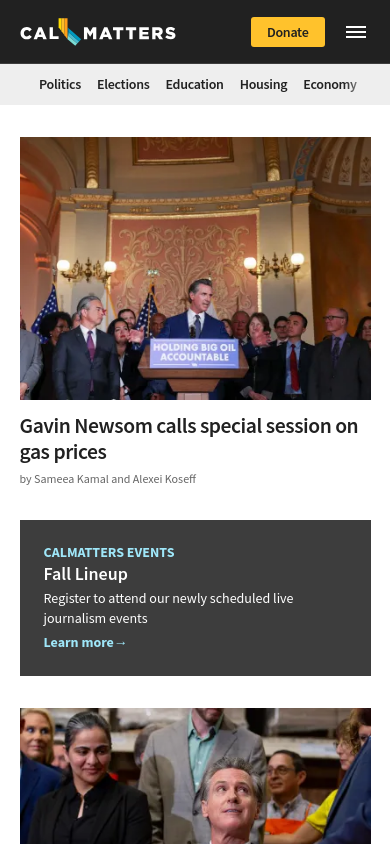 CALMATTERS
Donate
Politics Elections Education Housing Economy
HOLDING BIG OIL
ACCOUNTABLE
Gavin Newsom calls special session on
gas prices
by Sameea Kamal and Alexei Koseff
CALMATTERS EVENTS
Fall Lineup
Register to attend our newly scheduled live
journalism events
Learn more→